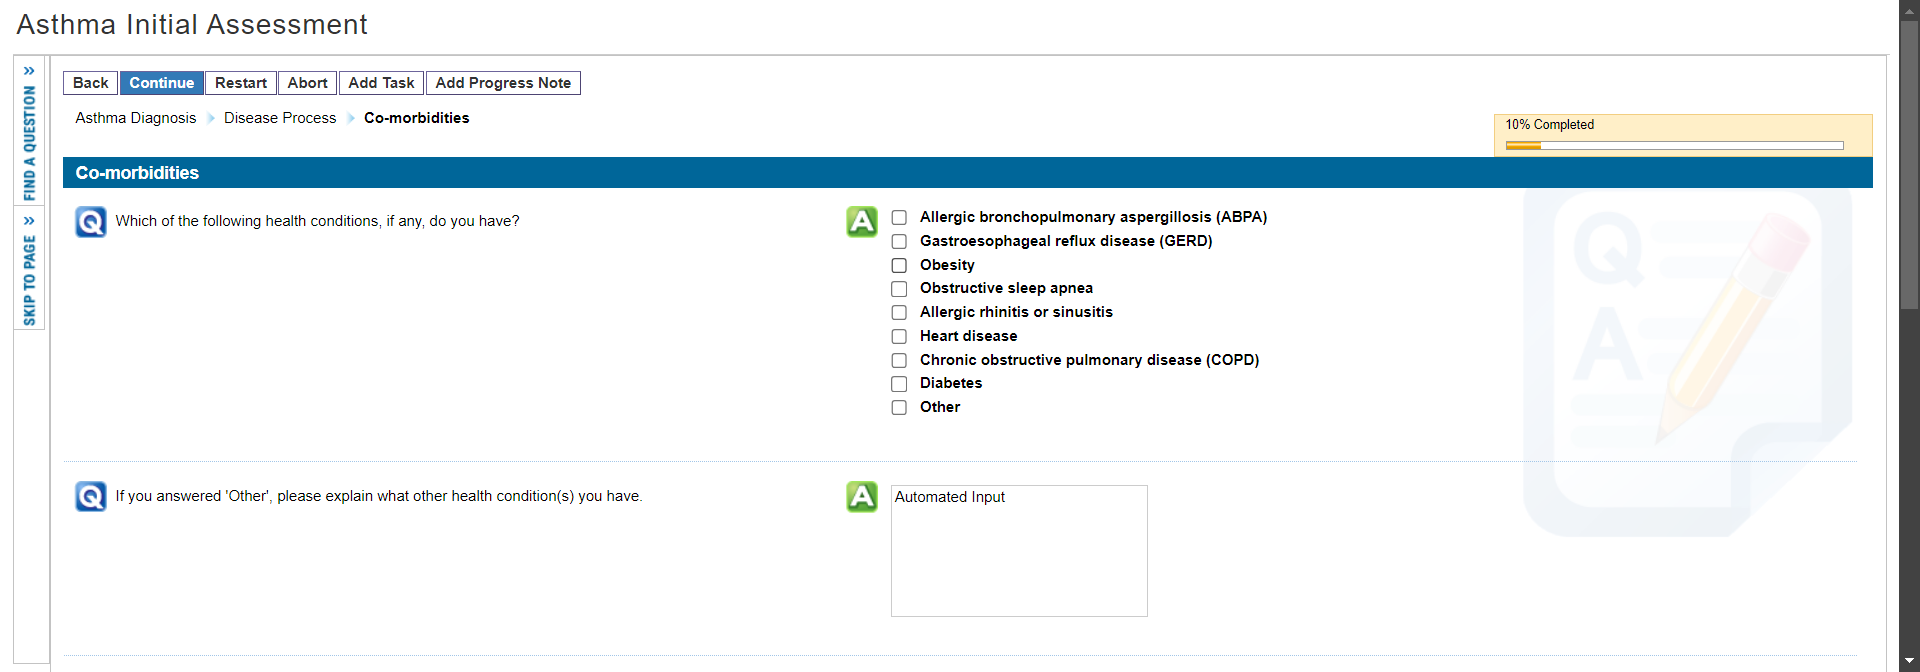 Asthma Initial Assessment
» FIND A QUESTION
» SKIP TO PAGE
Back Continue Restart Abort Add Task Add Progress Note
Asthma Diagnosis Disease Process Co-morbidities
10% Completed
Co-morbidities
Q Which of the following health conditions, if any, do you have?
A Allergic bronchopulmonary aspergillosis (ABPA)
Gastroesophageal reflux disease (GERD)
Obesity
Obstructive sleep apnea
Allergic rhinitis or sinusitis
Heart disease
Chronic obstructive pulmonary disease (COPD)
Diabetes
Other
Q
A
Q If you answered 'Other', please explain what other health condition(s) you have.
A Automated Input